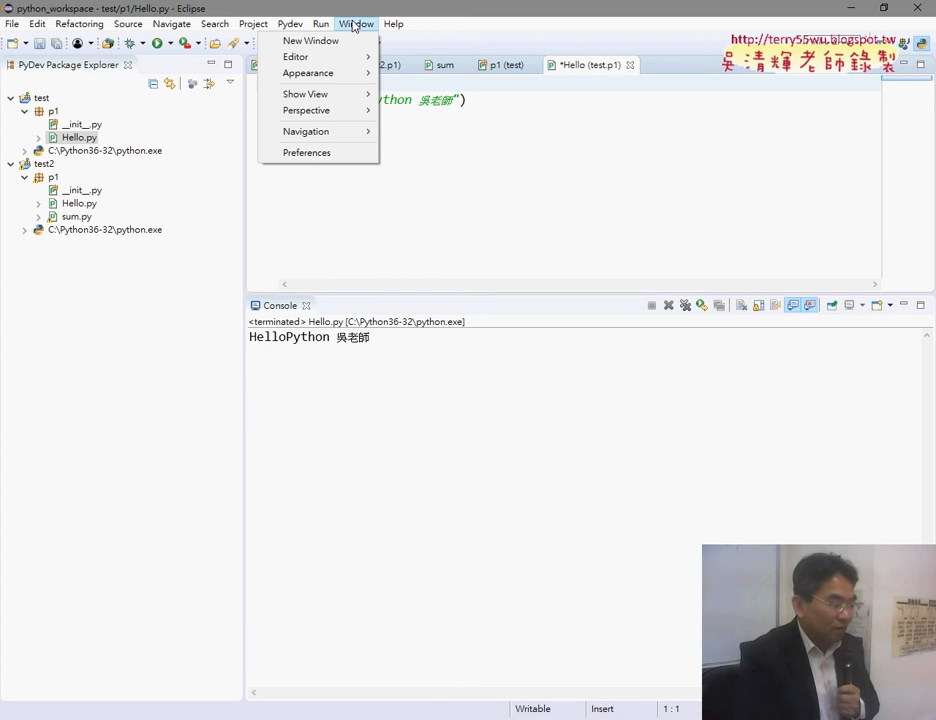 python_workspace - test/p1/Hello.py - Eclipse
File Edit Refactoring Source Navigate Search Project Pydev Run Window Help
http://terry55wu.blogspot.tw
吳清輝老師錄製
New Window
Editor
Appearance
Show View
Perspective
Navigation
Preferences
PyDev Package Explorer
2.p1) sum p1 (test) *Hello (test.p1)
ython 吳老師")
test
p1
__init__.py
Hello.py
C:\Python36-32\python.exe
test2
p1
__init__.py
Hello.py
sum.py
C:\Python36-32\python.exe
Console
<terminated> Hello.py [C:\Python36-32\python.exe]
HelloPython 吳老師
Writable Insert 1 : 1